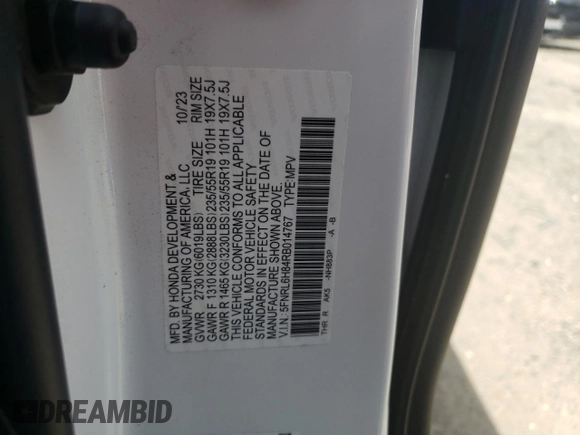 MFD. BY HONDA DEVELOPMENT &
MANUFACTURING OF AMERICA, LLC 10/23
GVWR 2730 KG(6019LBS) TIRE SIZE RIM SIZE
GAWR F 1310 KG(2888LBS)235/55R19 101H 19X7.5J
GAWR R 1465 KG(3230LBS)235/55R19 101H 19X7.5J
THIS VEHICLE CONFORMS TO ALL APPLICABLE
FEDERAL MOTOR VEHICLE SAFETY
STANDARDS IN EFFECT ON THE DATE OF
MANUFACTURE SHOWN ABOVE.
V.I.N.: 5FNRL6H84RB014767 TYPE:MPV
THR R AK5 -NH883P -A -B
DREAMBID